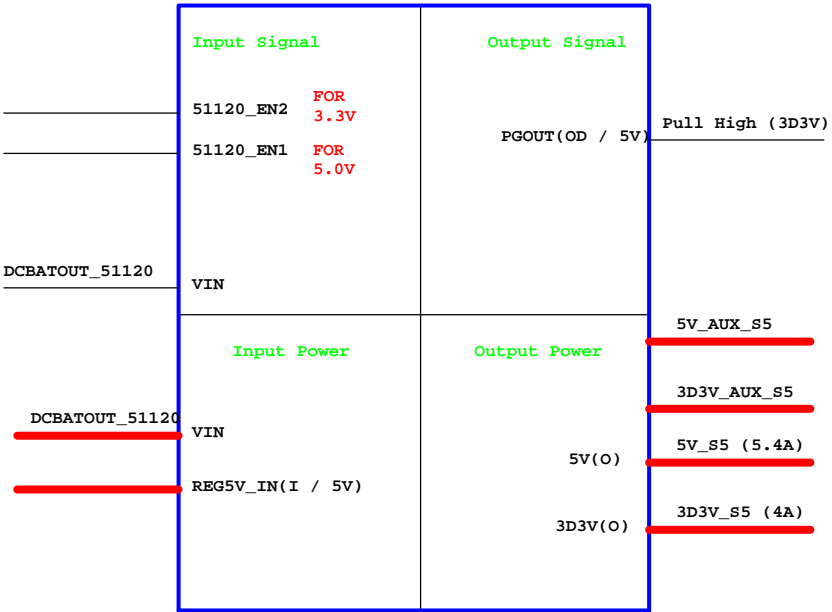 Input Signal
Output Signal
51120_EN2
FOR
3.3V
51120_EN1
FOR
5.0V
PGOUT(OD / 5V)
Pull High (3D3V)
DCBATOUT_51120
VIN
Input Power
Output Power
5V_AUX_S5
3D3V_AUX_S5
DCBATOUT_51120
VIN
5V(O)
5V_S5 (5.4A)
REG5V_IN(I / 5V)
3D3V(O)
3D3V_S5 (4A)